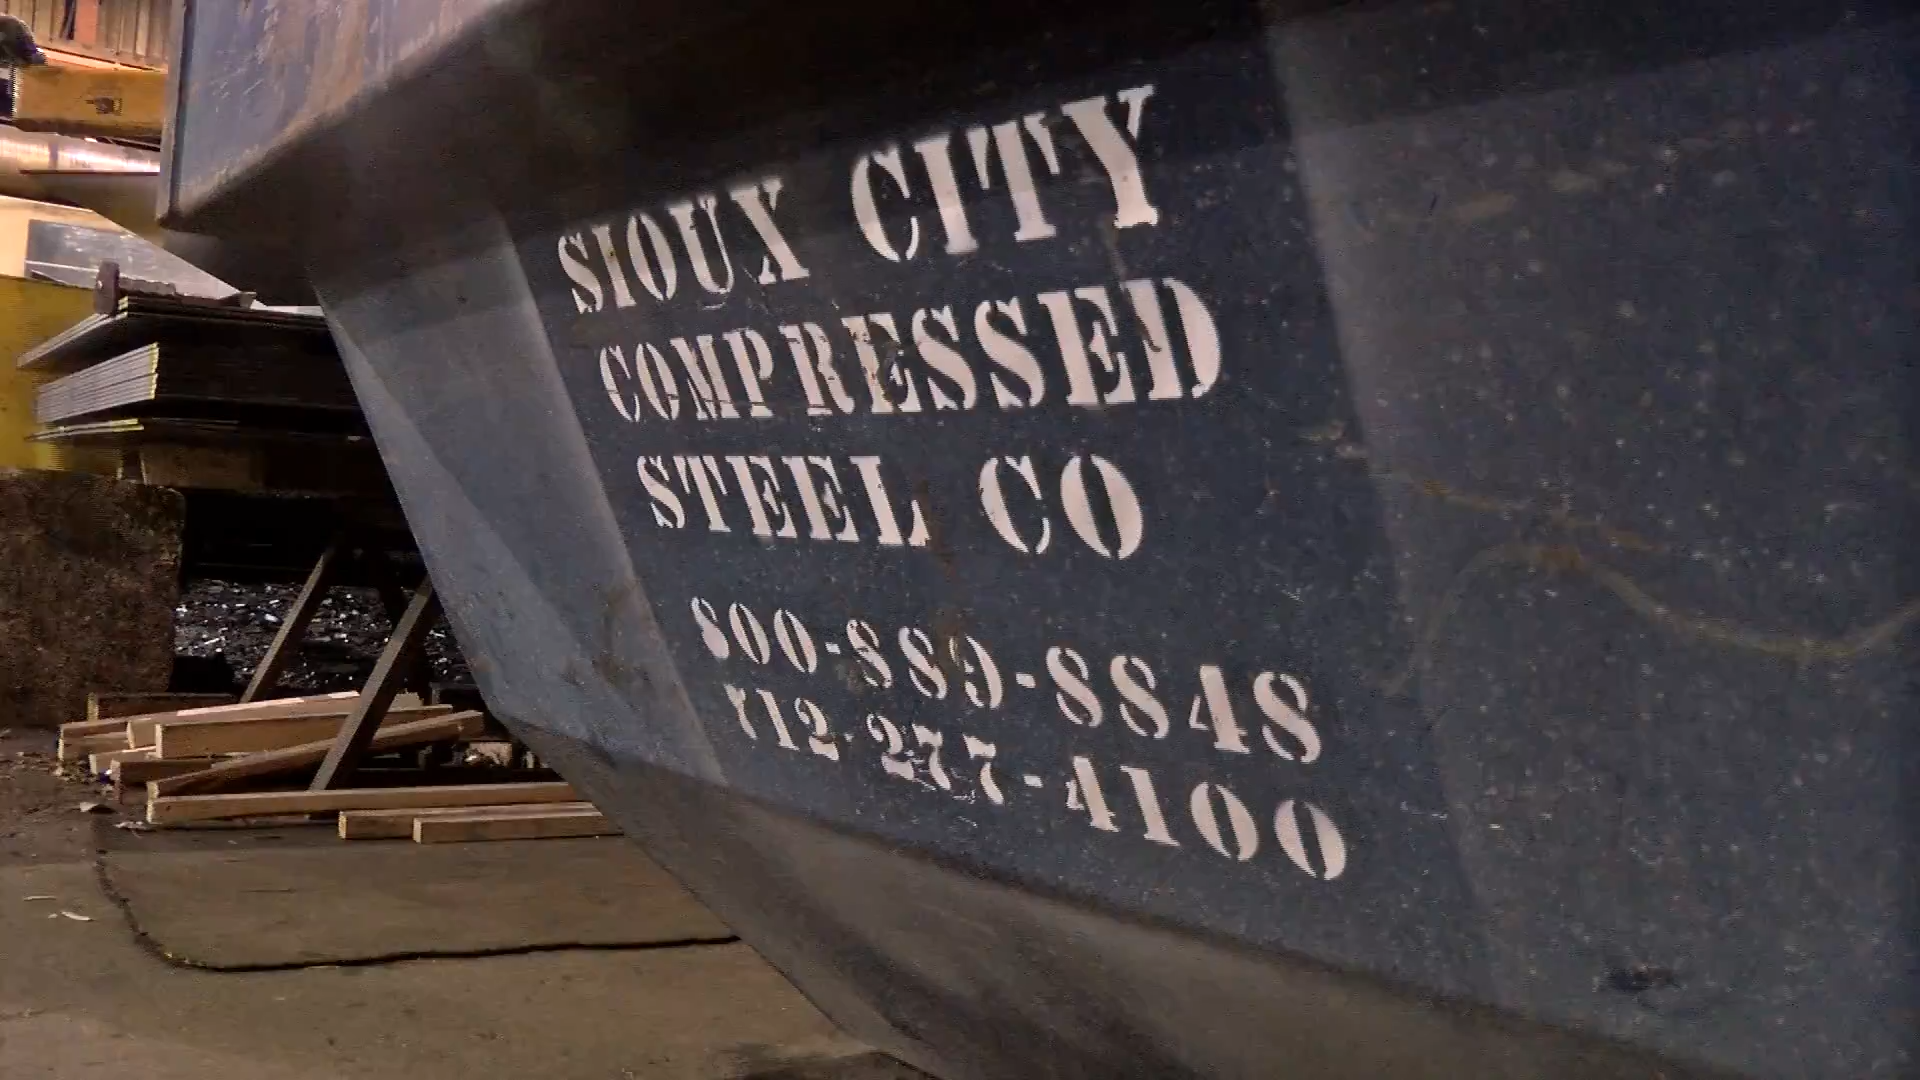 SIOUX CITY
COMPRESSED
STEEL CO
800-889-8848
712-277-4100